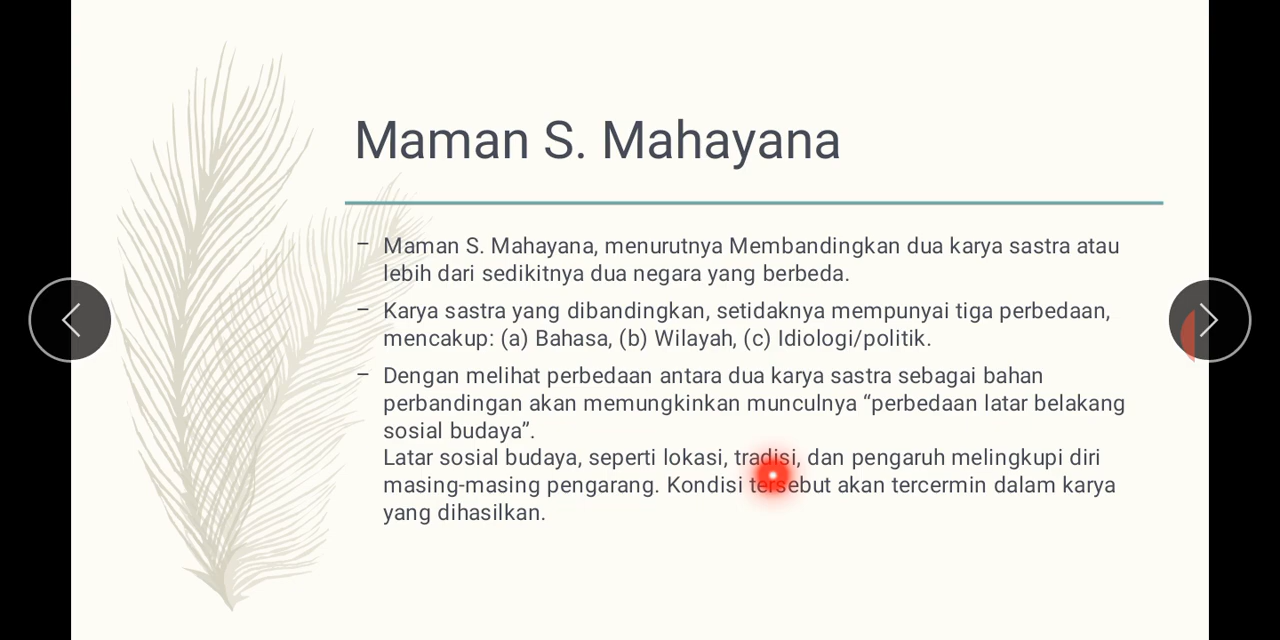 Maman S. Mahayana
– Maman S. Mahayana, menurutnya Membandingkan dua karya sastra atau
lebih dari sedikitnya dua negara yang berbeda.
– Karya sastra yang dibandingkan, setidaknya mempunyai tiga perbedaan,
mencakup: (a) Bahasa, (b) Wilayah, (c) Idiologi/politik.
– Dengan melihat perbedaan antara dua karya sastra sebagai bahan
perbandingan akan memungkinkan munculnya “perbedaan latar belakang
sosial budaya”.
Latar sosial budaya, seperti lokasi, tradisi, dan pengaruh melingkupi diri
masing-masing pengarang. Kondisi tersebut akan tercermin dalam karya
yang dihasilkan.